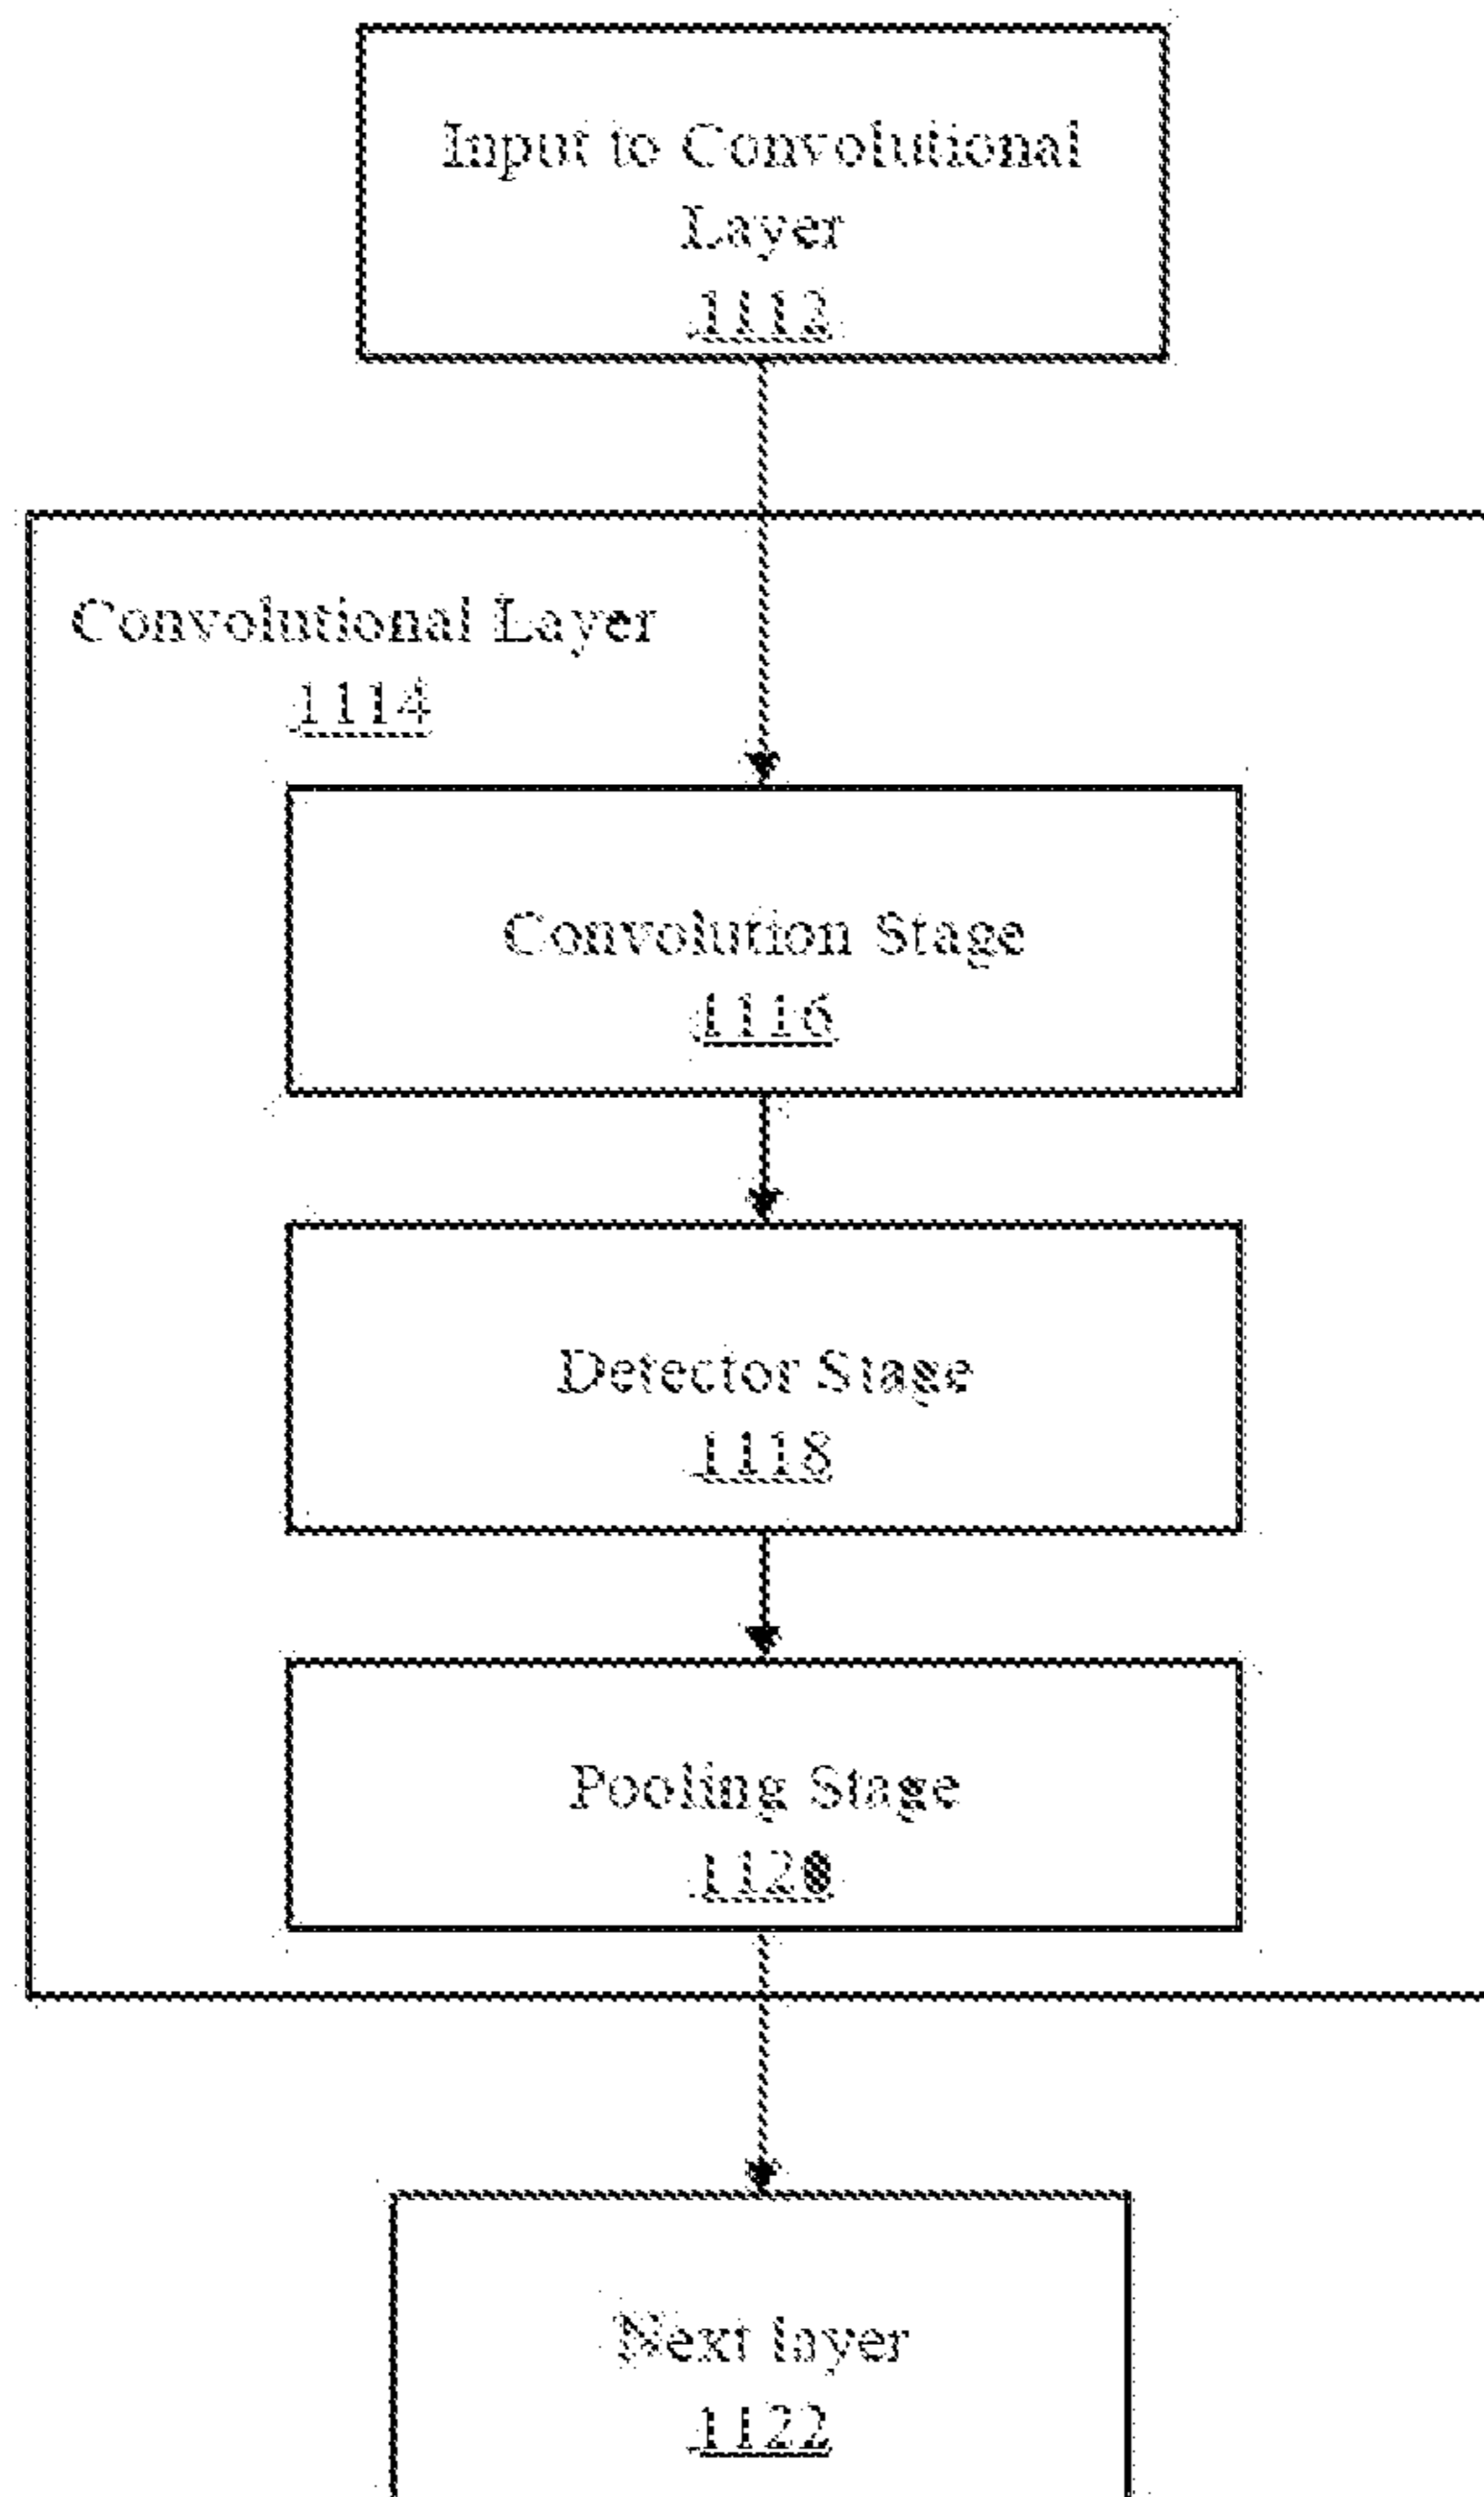 Input to Convolutional
Layer
1112
Convolutional Layer
1114
Convolution Stage
1116
Detector Stage
1118
Pooling Stage
1120
Next layer
1122